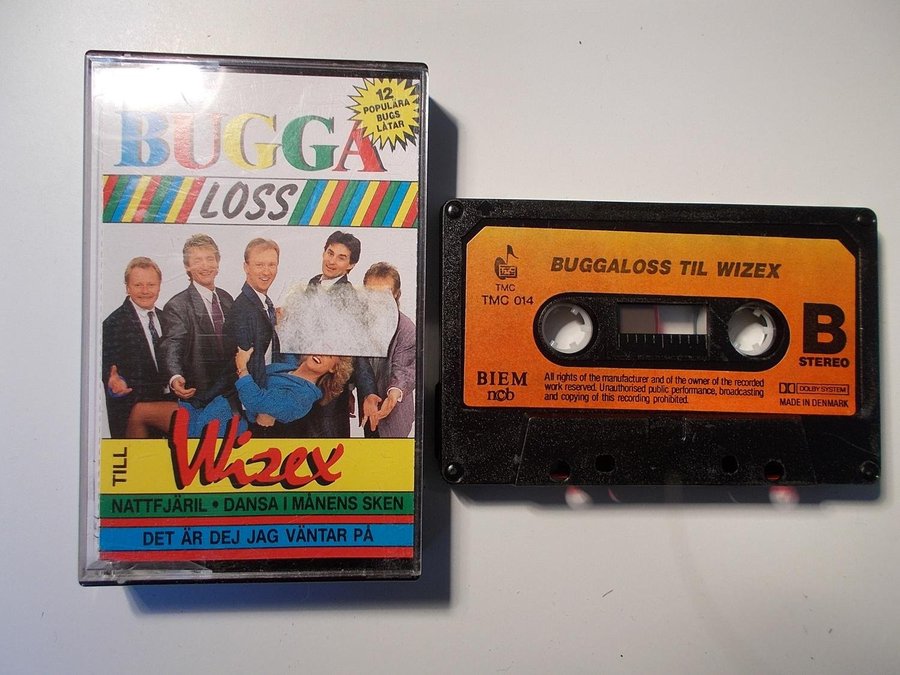 12
POPULÄRA
BUGS
LÅTAR
BUGGA
LOSS
TILL
Wizex
NATTFJÄRIL • DANSA I MÅNENS SKEN
DET ÄR DEJ JAG VÄNTAR PÅ
TMC
TMC
TMC 014
BUGGALOSS TIL WIZEX
B
STEREO
BIEM
ncb
All rights of the manufacturer and of the owner of the recorded
work reserved. Unauthorised public performance, broadcasting
and copying of this recording prohibited.
DOLBY SYSTEM
MADE IN DENMARK